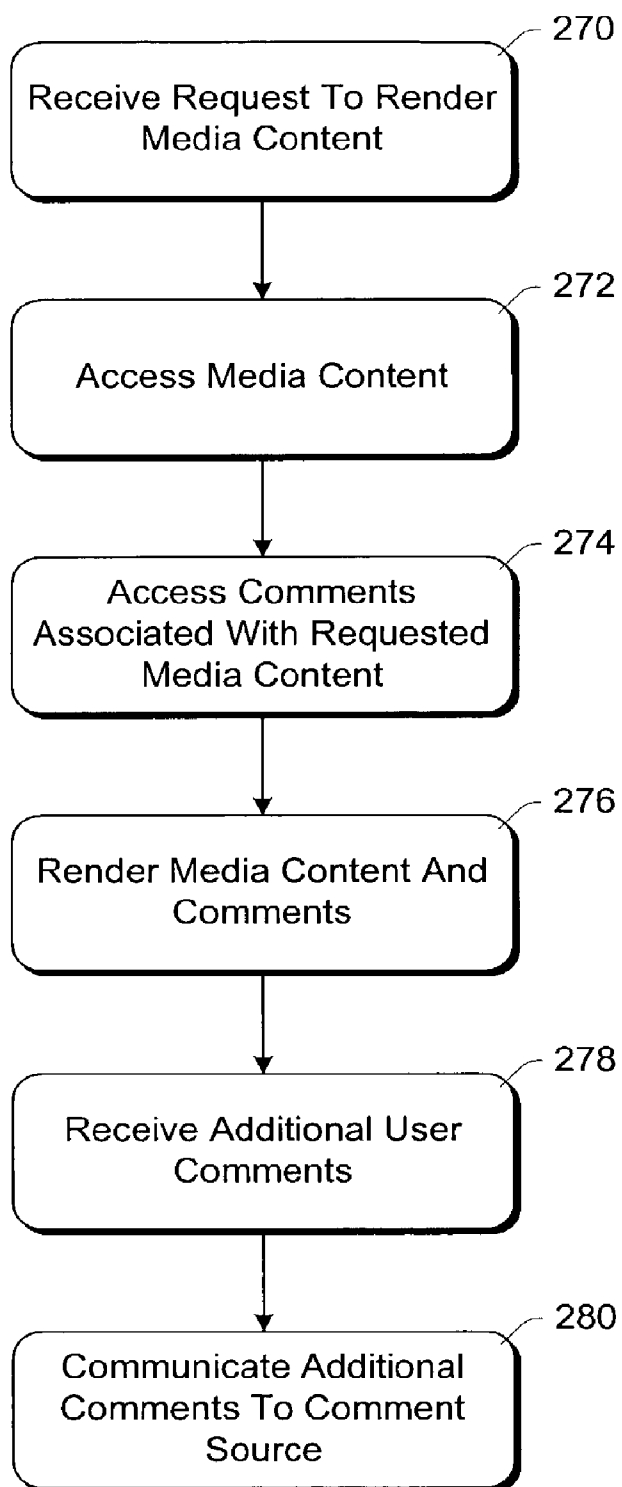 270
Receive Request To Render
Media Content
272
Access Media Content
274
Access Comments
Associated With Requested
Media Content
276
Render Media Content And
Comments
278
Receive Additional User
Comments
280
Communicate Additional
Comments To Comment
Source